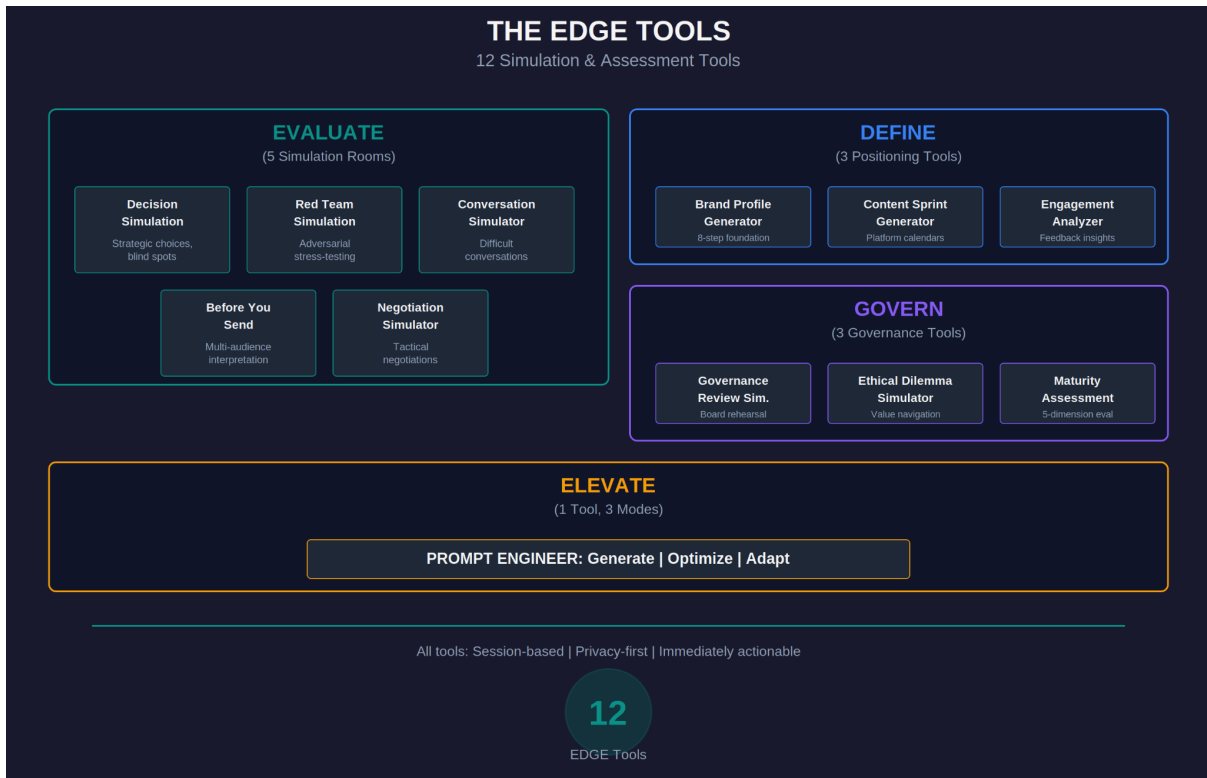 THE EDGE TOOLS
12 Simulation & Assessment Tools
EVALUATE
(5 Simulation Rooms)
Decision
Simulation
Strategic choices,
blind spots
Red Team
Simulation
Adversarial
stress-testing
Conversation
Simulator
Difficult
conversations
Before You
Send
Multi-audience
interpretation
Negotiation
Simulator
Tactical
negotiations
DEFINE
(3 Positioning Tools)
Brand Profile
Generator
8-step foundation
Content Sprint
Generator
Platform calendars
Engagement
Analyzer
Feedback insights
GOVERN
(3 Governance Tools)
Governance
Review Sim.
Board rehearsal
Ethical Dilemma
Simulator
Value navigation
Maturity
Assessment
5-dimension eval
ELEVATE
(1 Tool, 3 Modes)
PROMPT ENGINEER: Generate | Optimize | Adapt
All tools: Session-based | Privacy-first | Immediately actionable
12
EDGE Tools